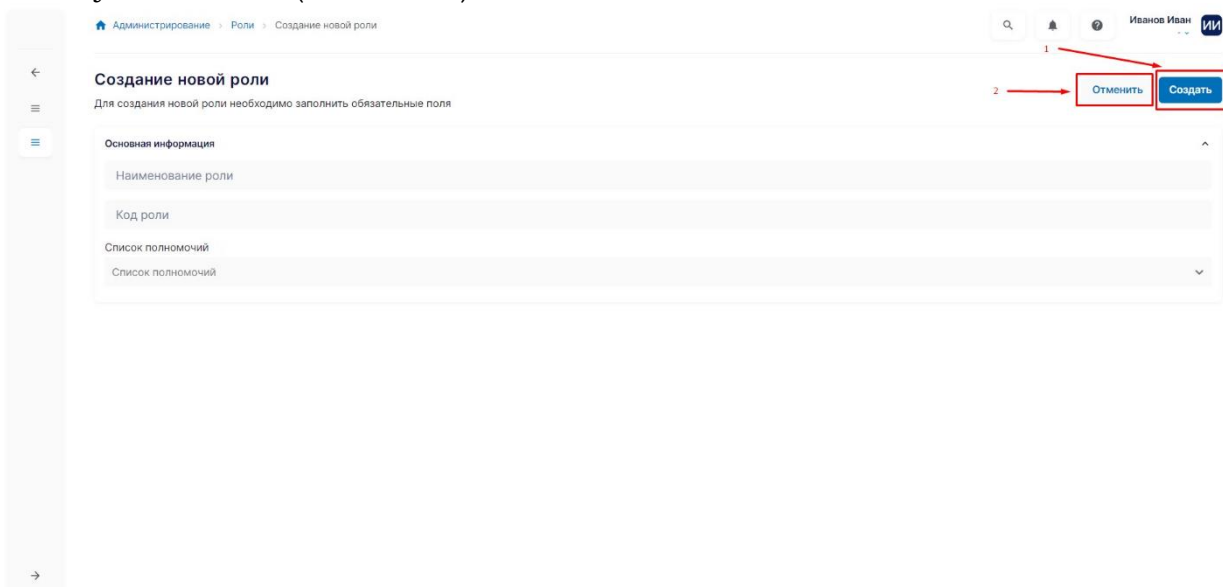 Администрирование > Роли > Создание новой роли
Иванов Иван
ИИ
1
Создание новой роли
Для создания новой роли необходимо заполнить обязательные поля
2
Отменить
Создать
Основная информация
Наименование роли
Код роли
Список полномочий
Список полномочий